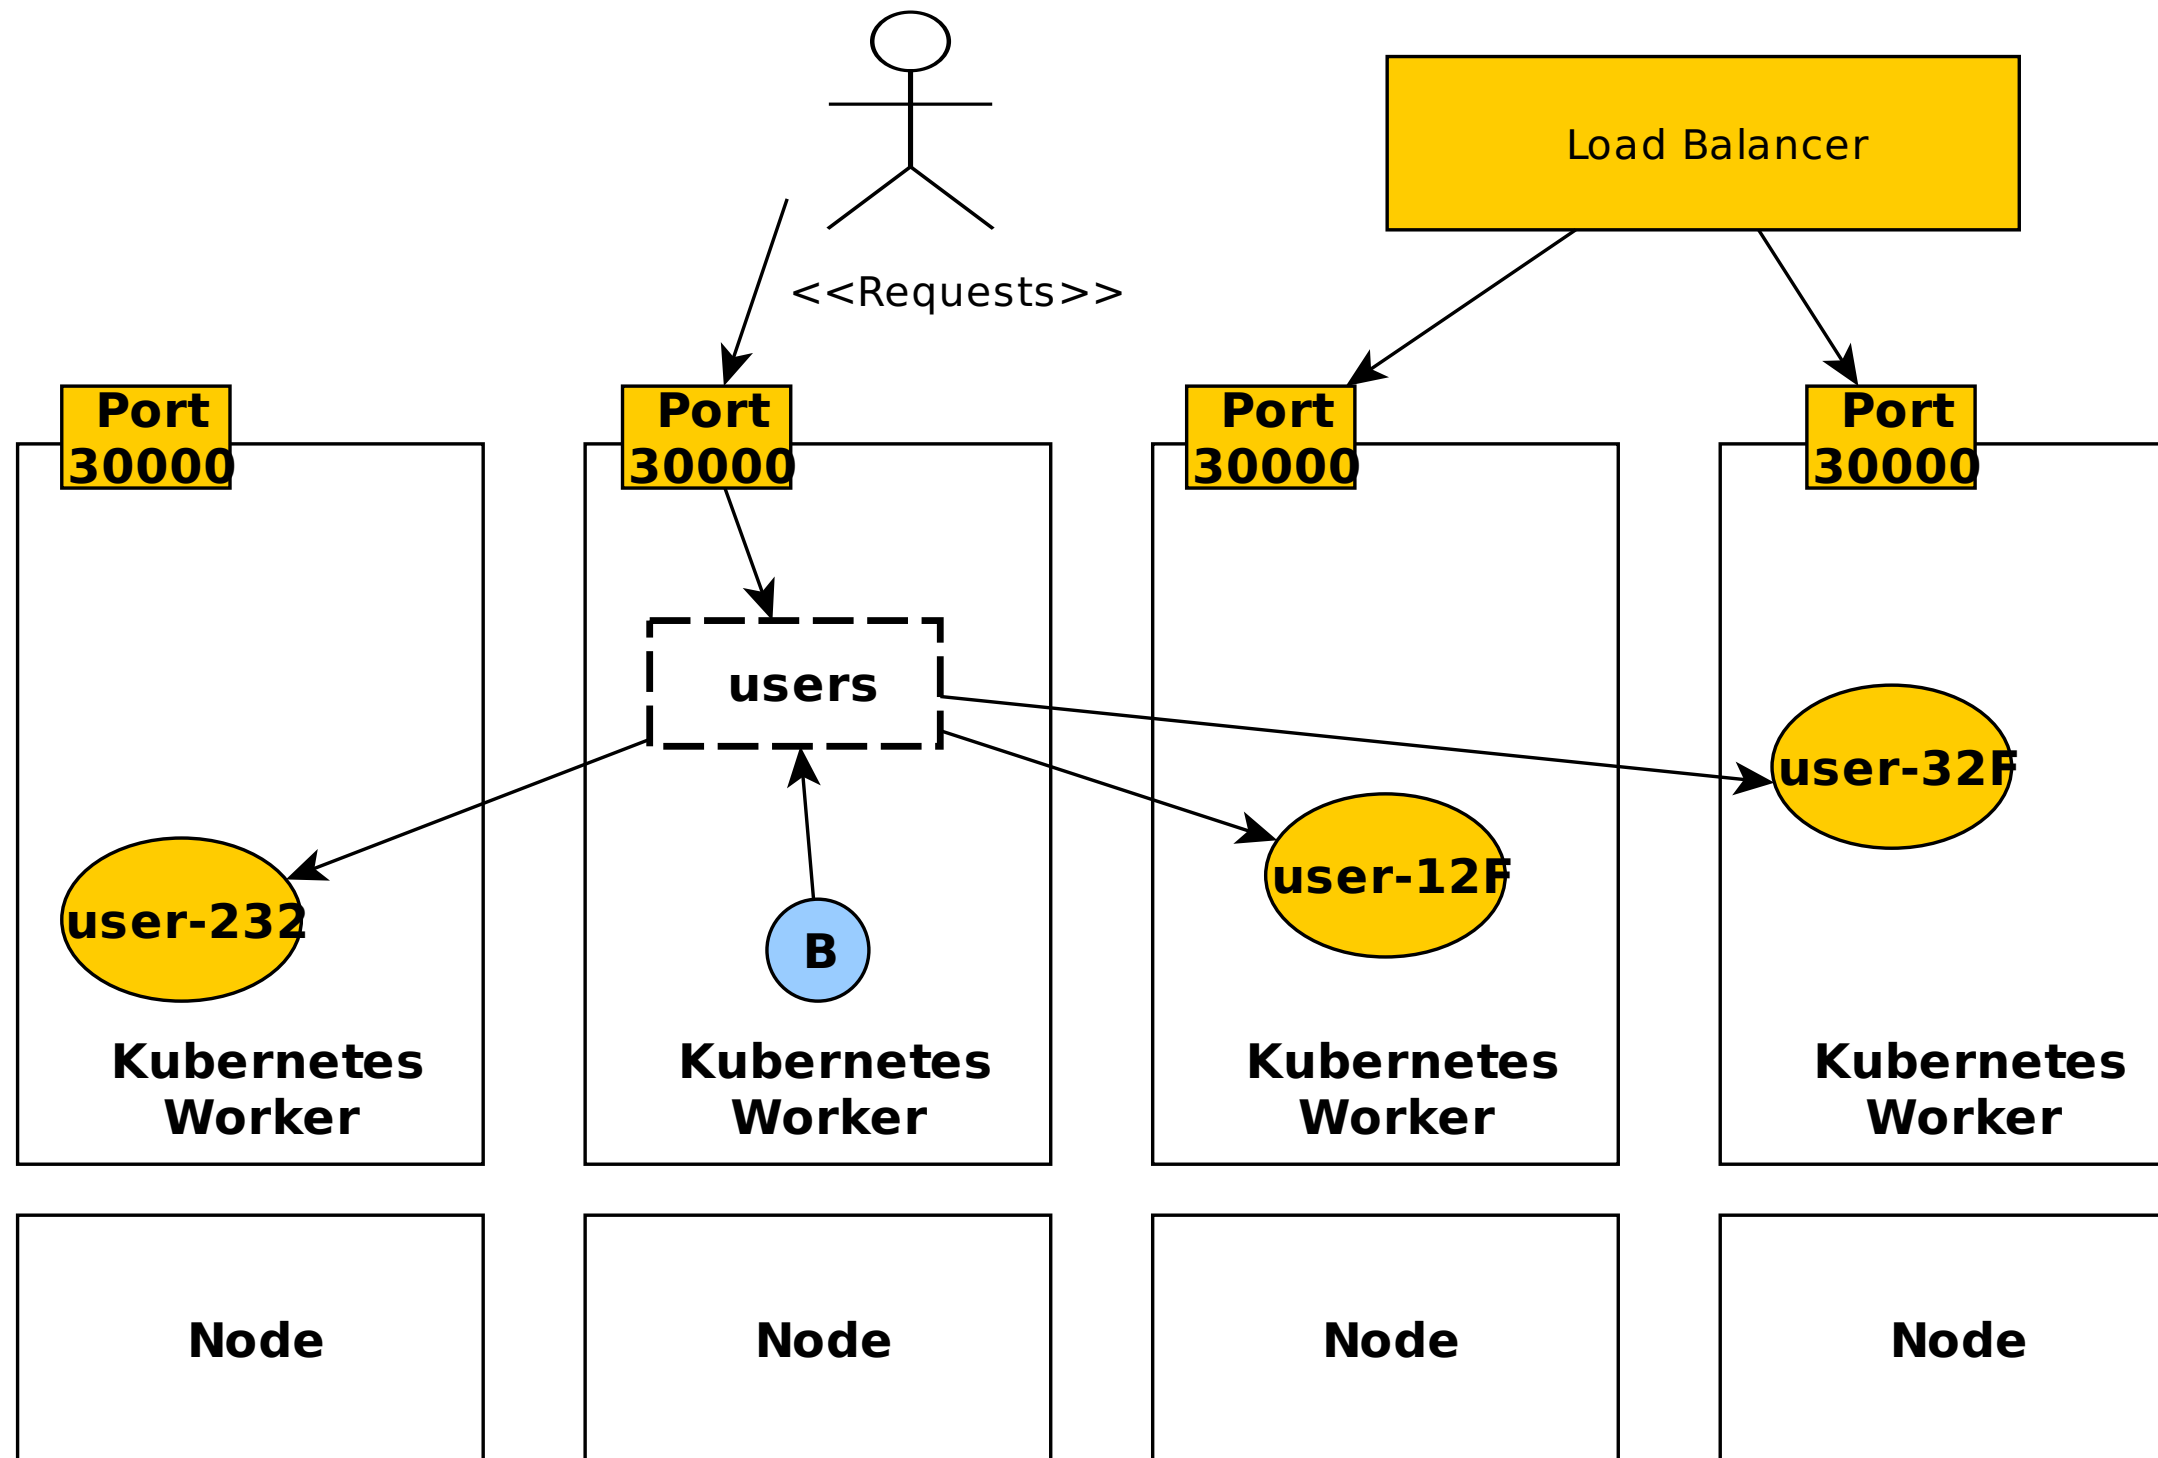 Load Balancer
<<Requests>>
Port
30000
Port
30000
Port
30000
Port
30000
users
user-32F
user-12F
user-232
B
Kubernetes
Worker
Kubernetes
Worker
Kubernetes
Worker
Kubernetes
Worker
Node
Node
Node
Node